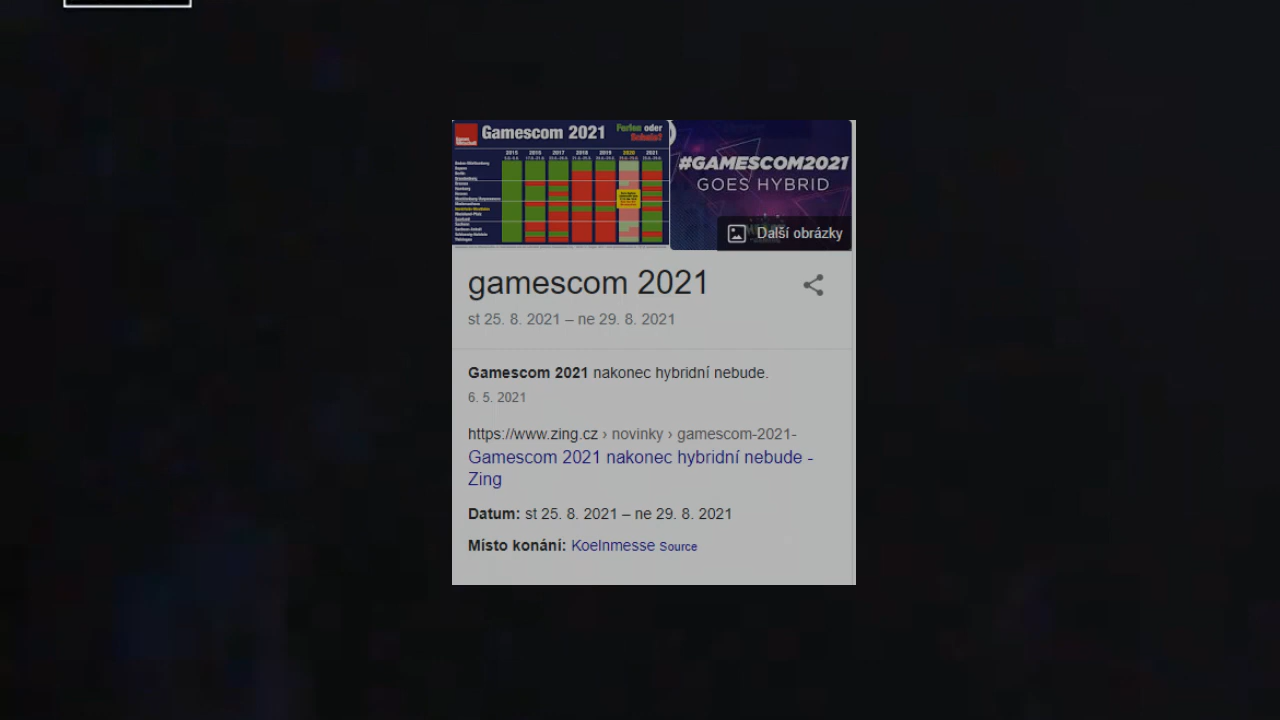 Gamescom 2021
Ferien oder
Schule?
2015 2016 2017 2018 2019 2020 2021
#GAMESCOM2021
GOES HYBRID
Další obrázky
gamescom 2021
st 25. 8. 2021 – ne 29. 8. 2021
Gamescom 2021 nakonec hybridní nebude.
6. 5. 2021
https://www.zing.cz › novinky › gamescom-2021-
Gamescom 2021 nakonec hybridní nebude -
Zing
Datum: st 25. 8. 2021 – ne 29. 8. 2021
Místo konání: Koelnmesse Source